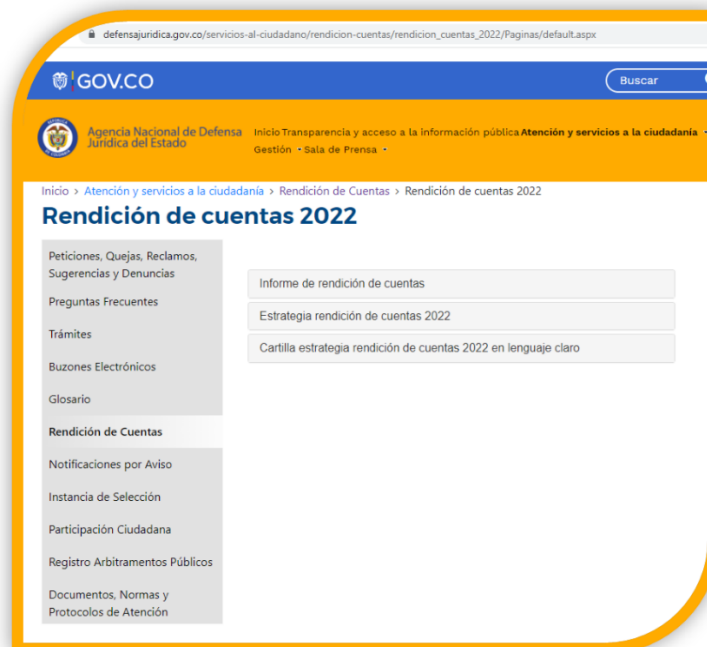 defensajuridica.gov.co/servicios-al-ciudadano/rendicion-cuentas/rendicion_cuentas_2022/Paginas/default.aspx
GOV.CO
Buscar
Agencia Nacional de Defensa
Jurídica del Estado
Inicio Transparencia y acceso a la información pública Atención y servicios a la ciudadanía
Gestión • Sala de Prensa •
Inicio > Atención y servicios a la ciudadanía > Rendición de Cuentas > Rendición de cuentas 2022
Rendición de cuentas 2022
Peticiones, Quejas, Reclamos,
Sugerencias y Denuncias
Preguntas Frecuentes
Trámites
Buzones Electrónicos
Glosario
Rendición de Cuentas
Notificaciones por Aviso
Instancia de Selección
Participación Ciudadana
Registro Arbitramentos Públicos
Documentos, Normas y
Protocolos de Atención
Informe de rendición de cuentas
Estrategia rendición de cuentas 2022
Cartilla estrategia rendición de cuentas 2022 en lenguaje claro